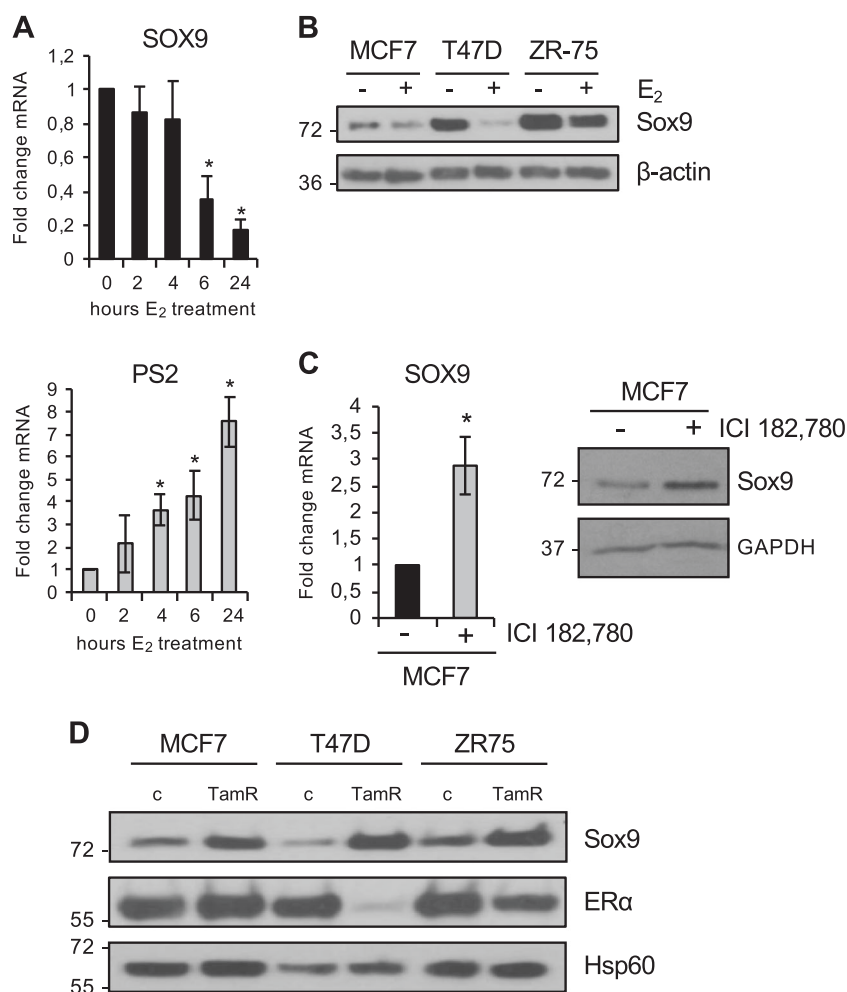 A
SOX9
Fold change mRNA
1,2
1
0,8
0,6
0,4
0,2
0
* *
0 2 4 6 24
hours E₂ treatment
B
MCF7 T47D ZR-75
- + - + - + E₂
72 - Sox9
36 - β-actin
PS2
Fold change mRNA
9
8
7
6
5
4
3
2
1
0
* * *
0 2 4 6 24
hours E₂ treatment
C
SOX9
Fold change mRNA
4
3,5
3
2,5
2
1,5
1
0,5
0
*
- + ICI 182,780
MCF7
MCF7
- + ICI 182,780
72 - Sox9
37 - GAPDH
D
MCF7 T47D ZR75
c TamR c TamR c TamR
72 - Sox9
55 - ERα
72 -
55 - Hsp60